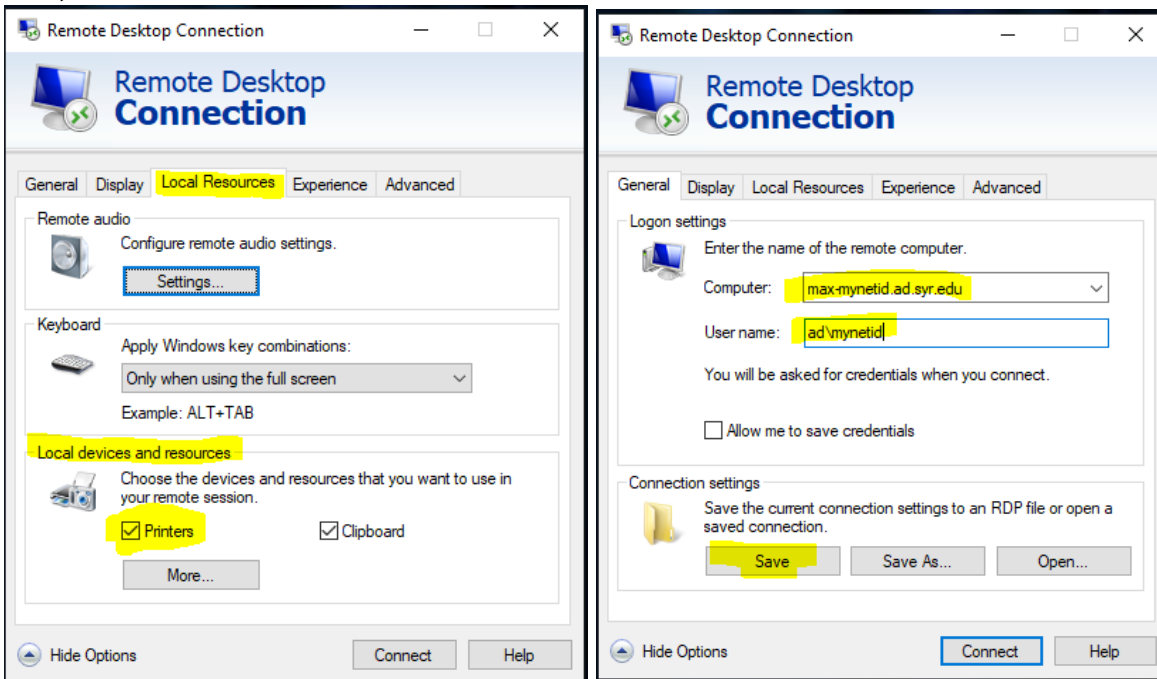 Remote Desktop Connection
Remote Desktop
Connection
General Display Local Resources Experience Advanced
Remote audio
Configure remote audio settings.
Settings...
Keyboard
Apply Windows key combinations:
Only when using the full screen
Example: ALT+TAB
Local devices and resources
Choose the devices and resources that you want to use in
your remote session.
Printers Clipboard
More...
Hide Options Connect Help
Remote Desktop Connection
Remote Desktop
Connection
General Display Local Resources Experience Advanced
Logon settings
Enter the name of the remote computer.
Computer: max-mynetid.ad.syr.edu
User name: ad\mynetid
You will be asked for credentials when you connect.
Allow me to save credentials
Connection settings
Save the current connection settings to an RDP file or open a
saved connection.
Save Save As... Open...
Hide Options Connect Help